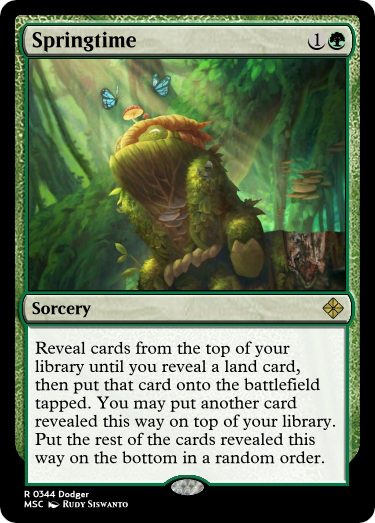 Springtime 1
Sorcery
Reveal cards from the top of your
library until you reveal a land card,
then put that card onto the battlefield
tapped. You may put another card
revealed this way on top of your library.
Put the rest of the cards revealed this
way on the bottom in a random order.
R 0344 Dodger
MSC Rudy Siswanto